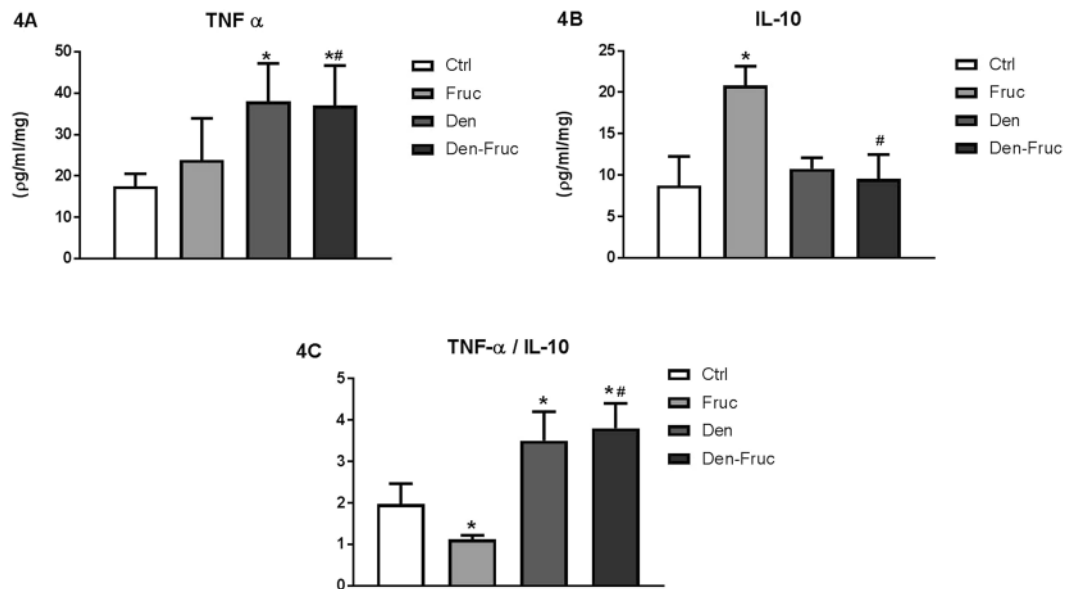 4A TNF α
50
40
30
20
10
0
(ρg/ml/mg)
*
*#
Ctrl
Fruc
Den
Den-Fruc
4B IL-10
25
20
15
10
5
0
(ρg/ml/mg)
*
#
Ctrl
Fruc
Den
Den-Fruc
4C TNF-α / IL-10
5
4
3
2
1
0
*
*
*#
Ctrl
Fruc
Den
Den-Fruc